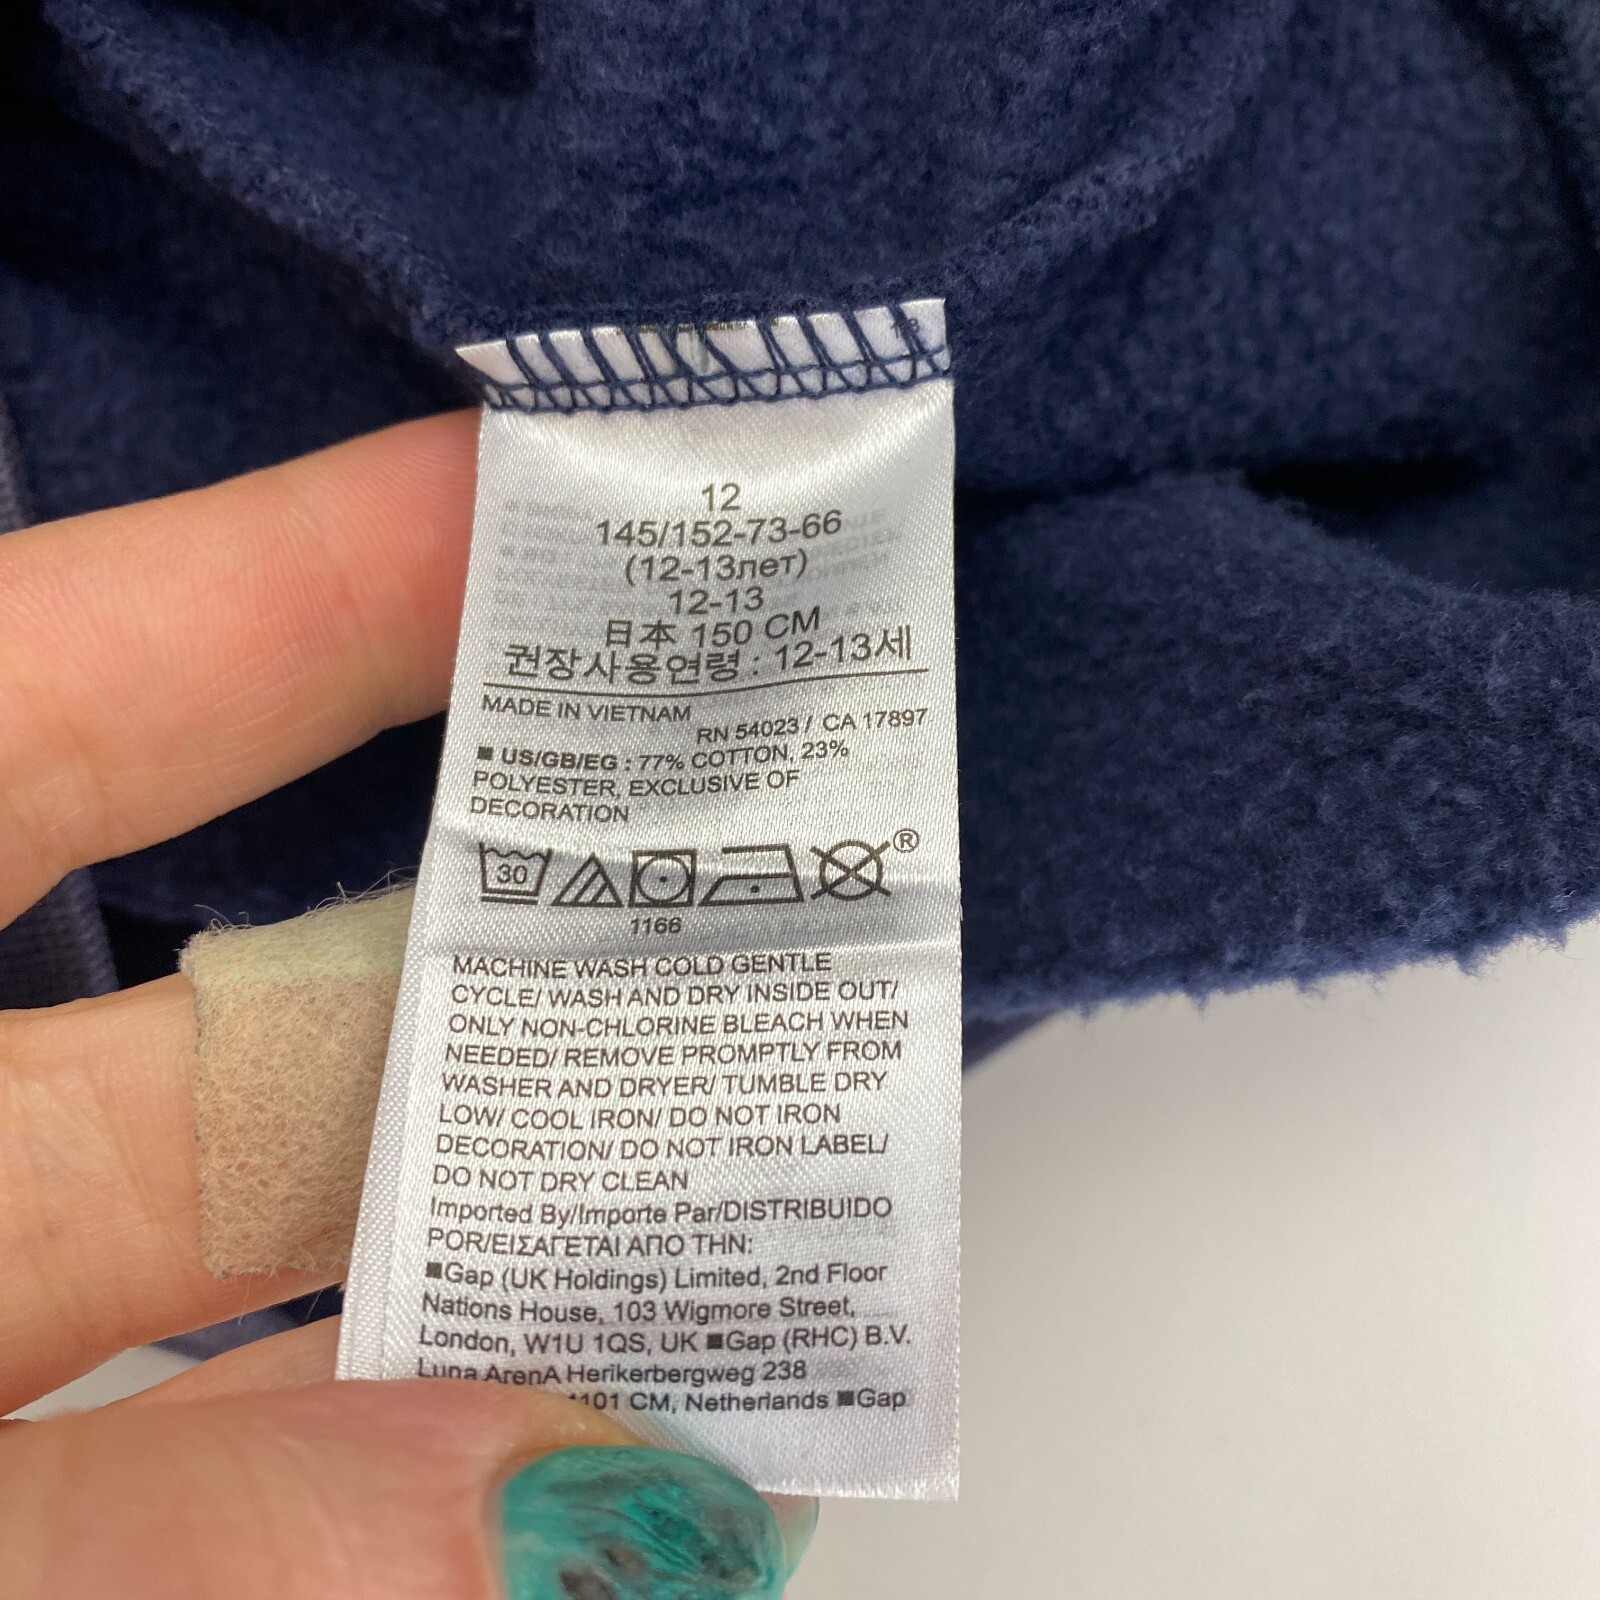 12
145/152-73-66
(12-13лет)
12-13
日本 150 CM
권장사용연령 : 12-13세
MADE IN VIETNAM
RN 54023 / CA 17897
■ US/GB/EG : 77% COTTON, 23%
POLYESTER, EXCLUSIVE OF
DECORATION
30
®
1166
MACHINE WASH COLD GENTLE
CYCLE/ WASH AND DRY INSIDE OUT/
ONLY NON-CHLORINE BLEACH WHEN
NEEDED/ REMOVE PROMPTLY FROM
WASHER AND DRYER/ TUMBLE DRY
LOW/ COOL IRON/ DO NOT IRON
DECORATION/ DO NOT IRON LABEL/
DO NOT DRY CLEAN
Imported By/Importe Par/DISTRIBUIDO
POR/ΕΙΣΑΓΕΤΑΙ ΑΠΟ ΤΗΝ:
■Gap (UK Holdings) Limited, 2nd Floor
Nations House, 103 Wigmore Street,
London, W1U 1QS, UK ■Gap (RHC) B.V.
Luna ArenA Herikerbergweg 238
1101 CM, Netherlands ■Gap